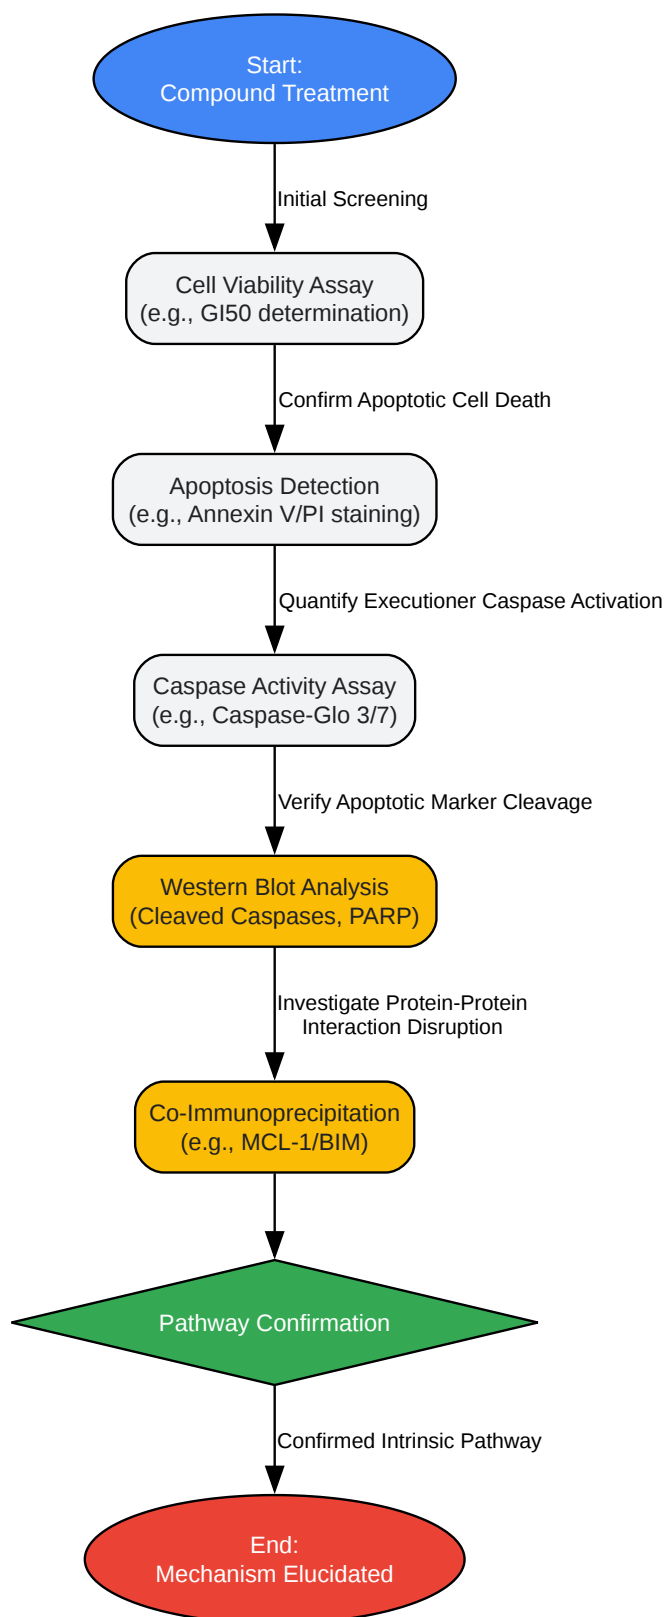 Start:
Compound Treatment
Initial Screening
Cell Viability Assay
(e.g., GI50 determination)
Confirm Apoptotic Cell Death
Apoptosis Detection
(e.g., Annexin V/PI staining)
Quantify Executioner Caspase Activation
Caspase Activity Assay
(e.g., Caspase-Glo 3/7)
Verify Apoptotic Marker Cleavage
Western Blot Analysis
(Cleaved Caspases, PARP)
Investigate Protein-Protein
Interaction Disruption
Co-Immunoprecipitation
(e.g., MCL-1/BIM)
Pathway Confirmation
Confirmed Intrinsic Pathway
End:
Mechanism Elucidated